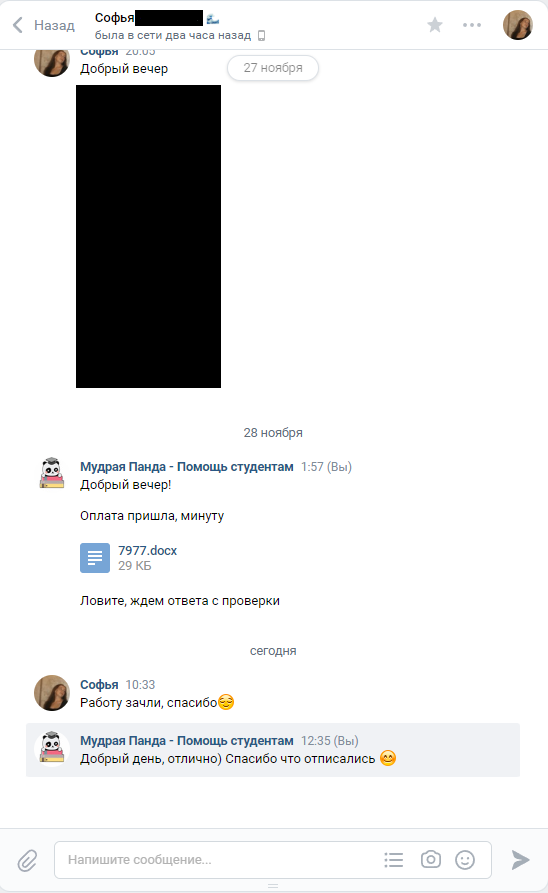 Назад
Софья
была в сети два часа назад
Софья 20:05
Добрый вечер
27 ноября
28 ноября
Мудрая Панда - Помощь студентам 1:57 (Вы)
Добрый вечер!
Оплата пришла, минуту
7977.docx
29 КБ
Ловите, ждем ответа с проверки
сегодня
Софья 10:33
Работу зачли, спасибо😌
Мудрая Панда - Помощь студентам 12:35 (Вы)
Добрый день, отлично) Спасибо что отписались 😊
Напишите сообщение...